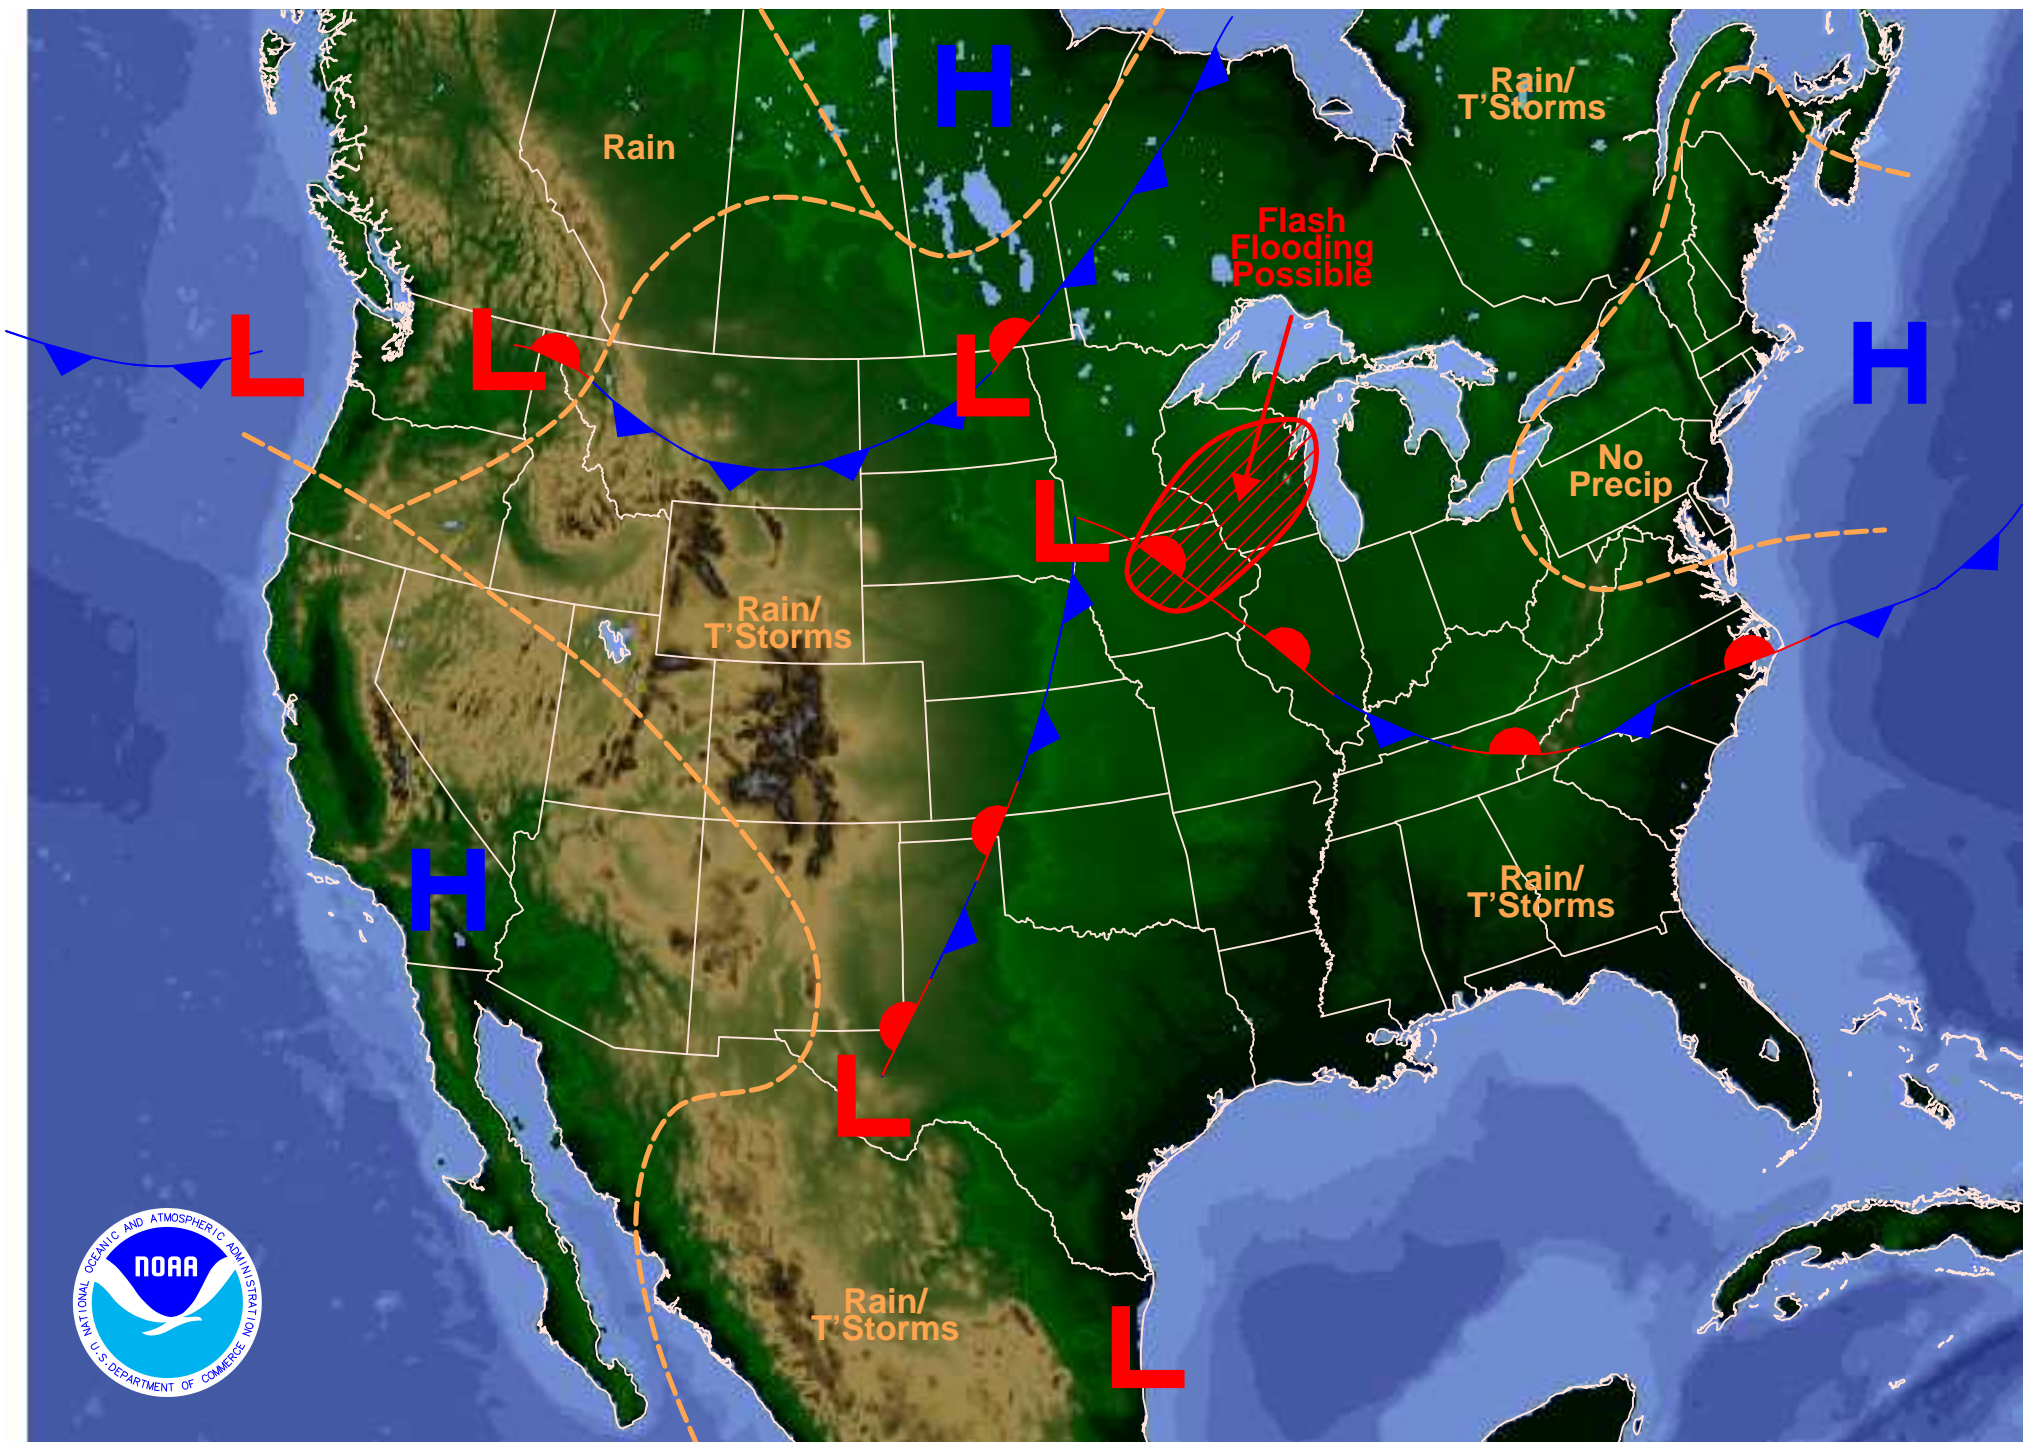 H
Rain/
T'Storms
Rain
Flash
Flooding
Possible
L
L
L
H
No
Precip
L
Rain/
T'Storms
H
Rain/
T'Storms
L
NATIONAL OCEANIC AND ATMOSPHERIC ADMINISTRATION
NOAA
U.S. DEPARTMENT OF COMMERCE
Rain/
T'Storms
L